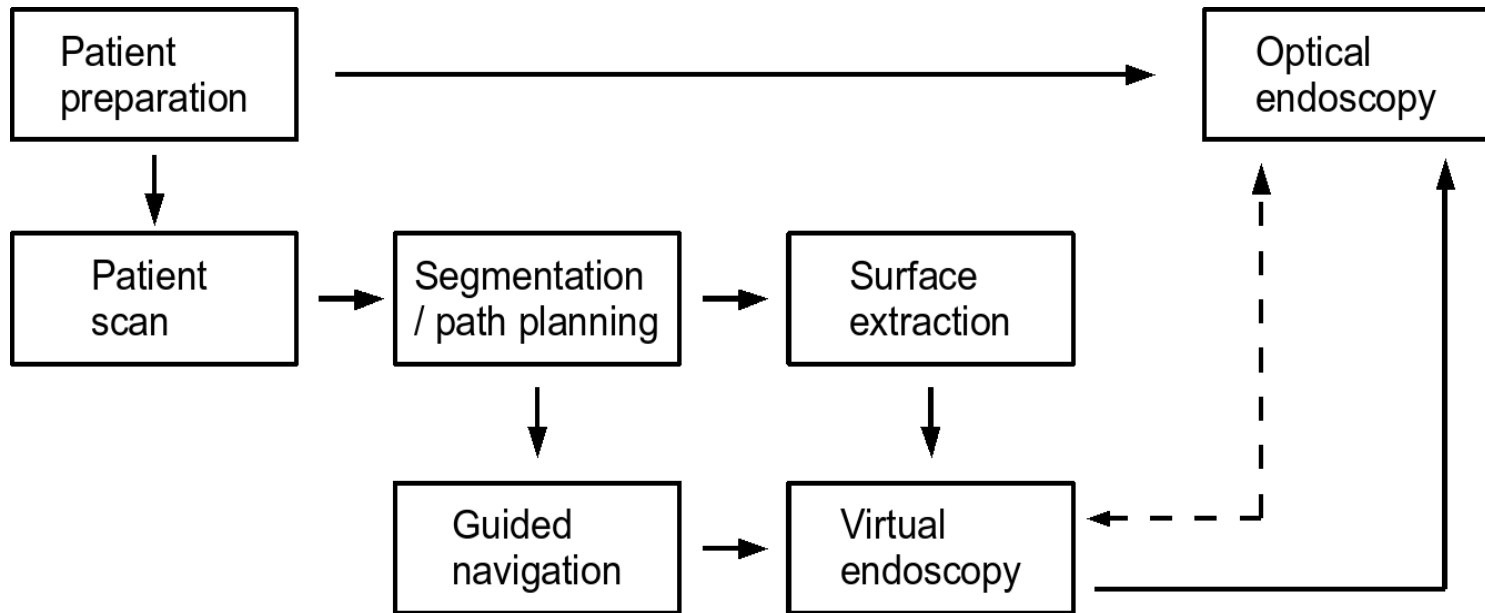 Patient
preparation
Optical
endoscopy
Patient
scan
Segmentation
/ path planning
Surface
extraction
Guided
navigation
Virtual
endoscopy